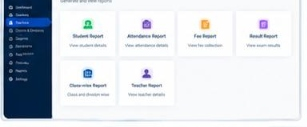 Generate and view reports
Dashboard
Teachers
Reports
Settings
Student Report
View student details
Attendance Report
View attendance details
Fee Report
View fee collection
Result Report
View exam results
Class-wise Report
Class and division wise
Teacher Report
View teacher details